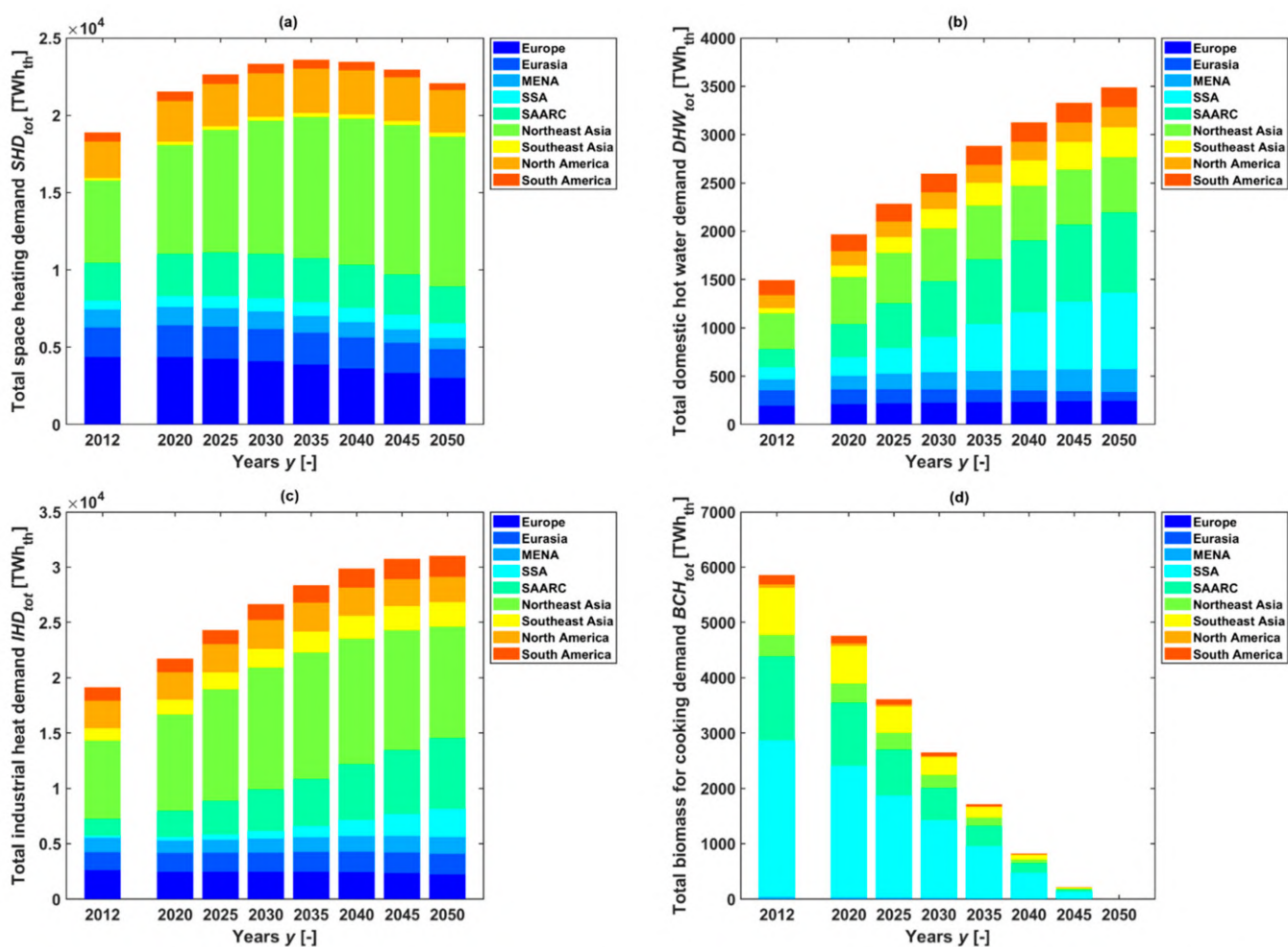 (a)
×10⁴
Total space heating demand SHD_tot [TWh_th]
2.5
2
1.5
1
0.5
0
2012 2020 2025 2030 2035 2040 2045 2050
Years y [-]
Europe
Eurasia
MENA
SSA
SAARC
Northeast Asia
Southeast Asia
North America
South America
(b)
Total domestic hot water demand DHW_tot [TWh_th]
4000
3500
3000
2500
2000
1500
1000
500
0
2012 2020 2025 2030 2035 2040 2045 2050
Years y [-]
Europe
Eurasia
MENA
SSA
SAARC
Northeast Asia
Southeast Asia
North America
South America
(c)
×10⁴
Total industrial heat demand IHD_tot [TWh_th]
3.5
3
2.5
2
1.5
1
0.5
0
2012 2020 2025 2030 2035 2040 2045 2050
Years y [-]
Europe
Eurasia
MENA
SSA
SAARC
Northeast Asia
Southeast Asia
North America
South America
(d)
Total biomass for cooking demand BCH_tot [TWh_th]
7000
6000
5000
4000
3000
2000
1000
0
2012 2020 2025 2030 2035 2040 2045 2050
Years y [-]
Europe
Eurasia
MENA
SSA
SAARC
Northeast Asia
Southeast Asia
North America
South America